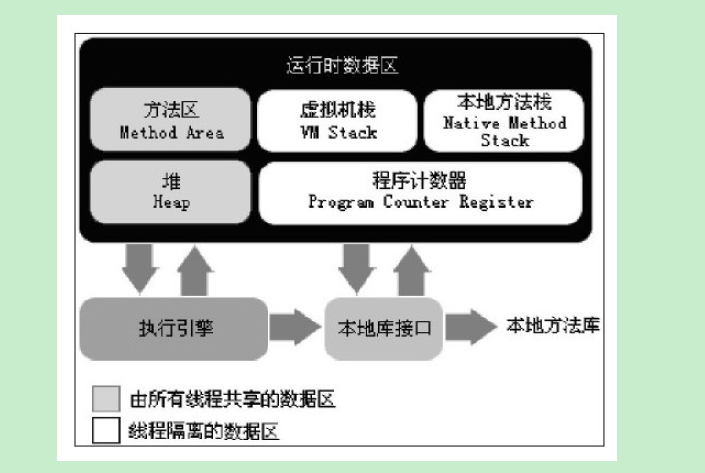 运行时数据区
方法区
Method Area
虚拟机栈
VM Stack
本地方法栈
Native Method
Stack
堆
Heap
程序计数器
Program Counter Register
执行引擎
本地库接口
本地方法库
由所有线程共享的数据区
线程隔离的数据区